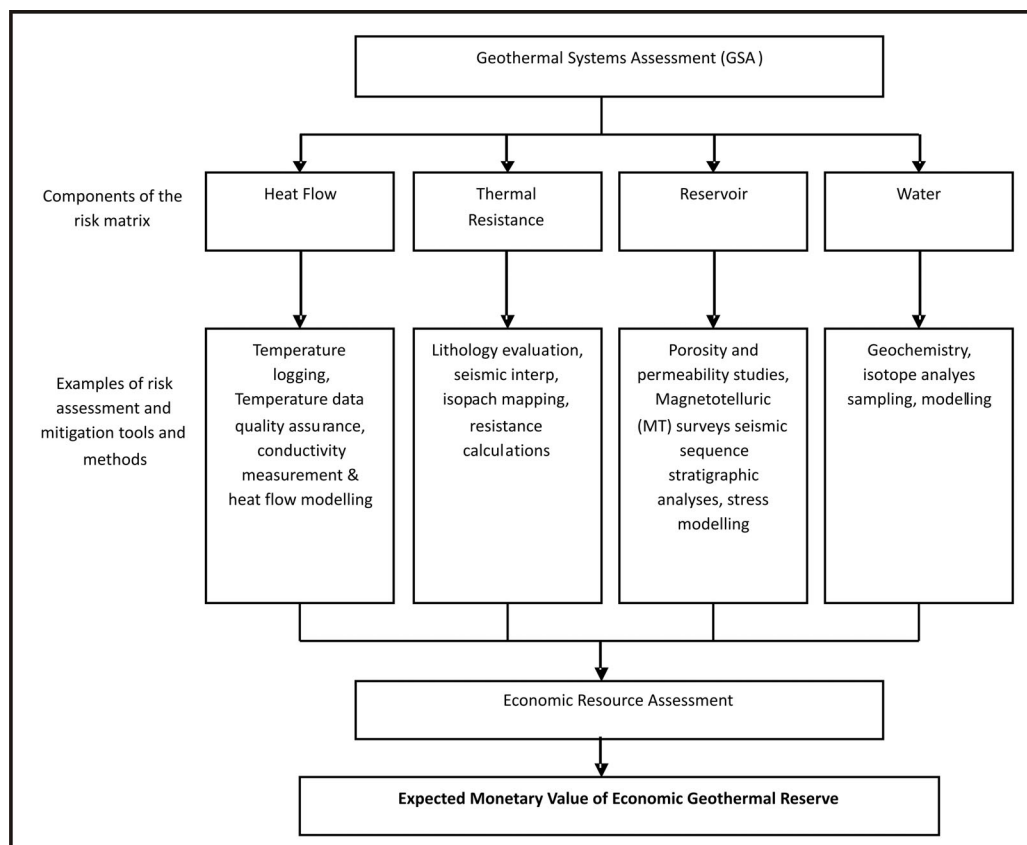 Geothermal Systems Assessment (GSA)
Components of the
risk matrix
Heat Flow
Thermal
Resistance
Reservoir
Water
Examples of risk
assessment and
mitigation tools and
methods
Temperature
logging,
Temperature data
quality assurance,
conductivity
measurement &
heat flow modelling
Lithology evaluation,
seismic interp,
isopach mapping,
resistance
calculations
Porosity and
permeability studies,
Magnetotelluric
(MT) surveys seismic
sequence
stratigraphic
analyses, stress
modelling
Geochemistry,
isotope analyes
sampling, modelling
Economic Resource Assessment
Expected Monetary Value of Economic Geothermal Reserve